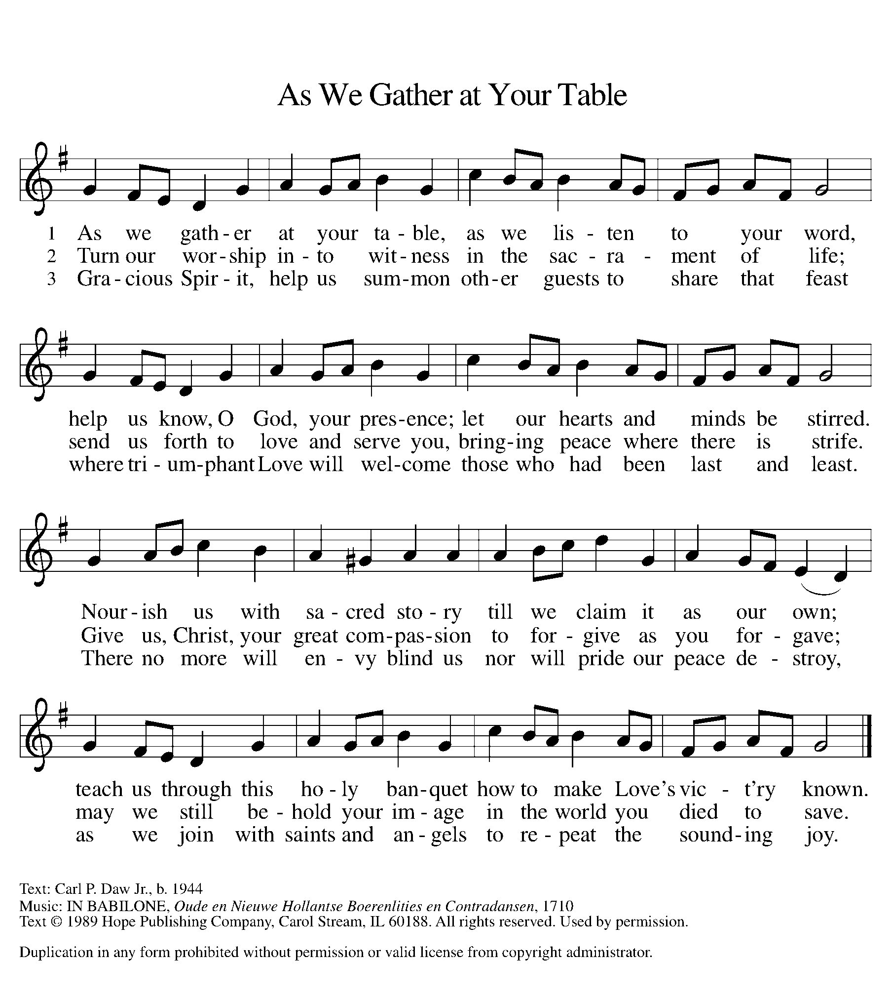 As We Gather at Your Table
1 As we gath - er at your ta - ble, as we lis - ten to your word,
2 Turn our wor - ship in - to wit - ness in the sac - ra - ment of life;
3 Gra - cious Spir - it, help us sum - mon oth - er guests to share that feast
help us know, O God, your pres - ence; let our hearts and minds be stirred.
send us forth to love and serve you, bring - ing peace where there is strife.
where tri - um - phant Love will wel - come those who had been last and least.
Nour - ish us with sa - cred sto - ry till we claim it as our own;
Give us, Christ, your great com - pas - sion to for - give as you for - gave;
There no more will en - vy blind us nor will pride our peace de - stroy,
teach us through this ho - ly ban - quet how to make Love's vic - t'ry known.
may we still be - hold your im - age in the world you died to save.
as we join with saints and an - gels to re - peat the sound - ing joy.
Text: Carl P. Daw Jr., b. 1944
Music: IN BABILONE, Oude en Nieuwe Hollantse Boerenlities en Contradansen, 1710
Text © 1989 Hope Publishing Company, Carol Stream, IL 60188. All rights reserved. Used by permission.
Duplication in any form prohibited without permission or valid license from copyright administrator.